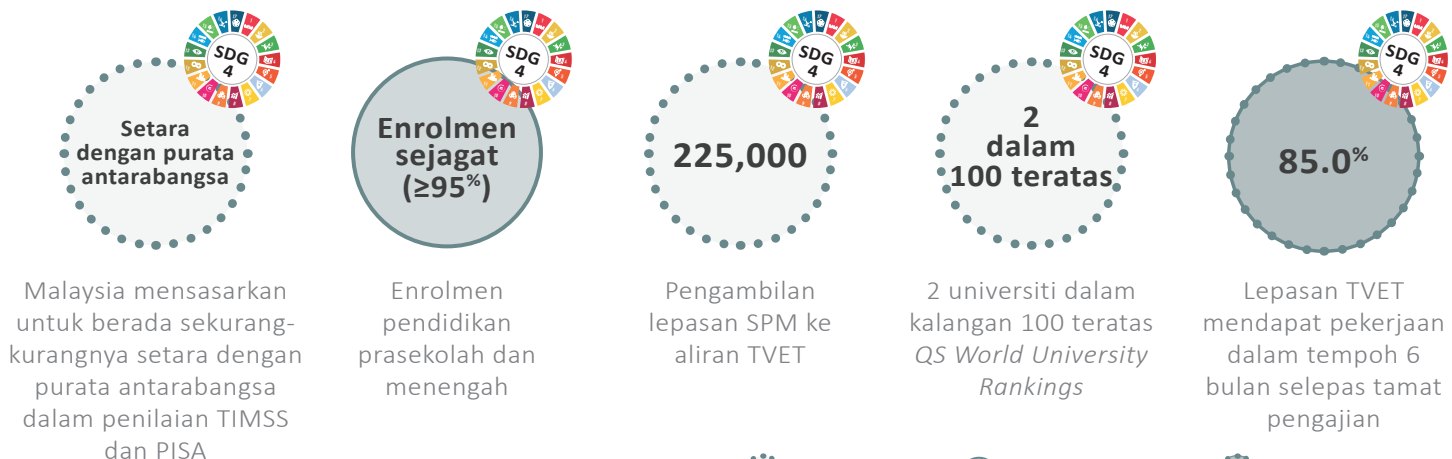 SDG
4
Setara
dengan purata
antarabangsa
Malaysia mensasarkan
untuk berada sekurang-
kurangnya setara dengan
purata antarabangsa
dalam penilaian TIMSS
dan PISA
SDG
4
Enrolmen
sejagat
(≥95%)
Enrolmen
pendidikan
prasekolah dan
menengah
SDG
4
225,000
Pengambilan
lepasan SPM ke
aliran TVET
SDG
4
2
dalam
100 teratas
2 universiti dalam
kalangan 100 teratas
QS World University
Rankings
SDG
4
85.0%
Lepasan TVET
mendapat pekerjaan
dalam tempoh 6
bulan selepas tamat
pengajian